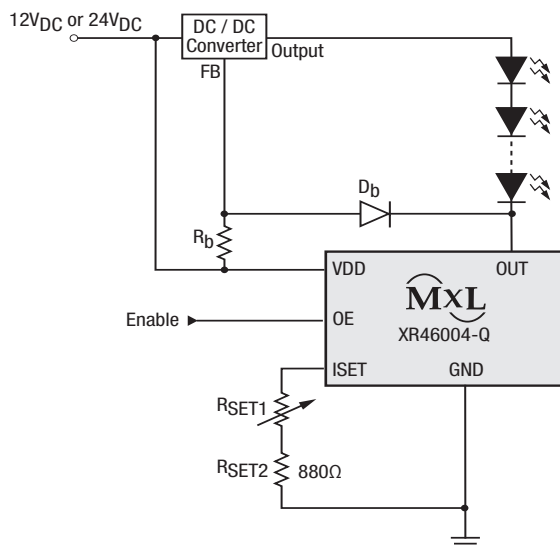 12VDC or 24VDC
DC / DC
Converter
Output
FB
Db
Rb
VDD
OUT
MXL
XR46004-Q
Enable
OE
ISET
GND
RSET1
RSET2
880Ω